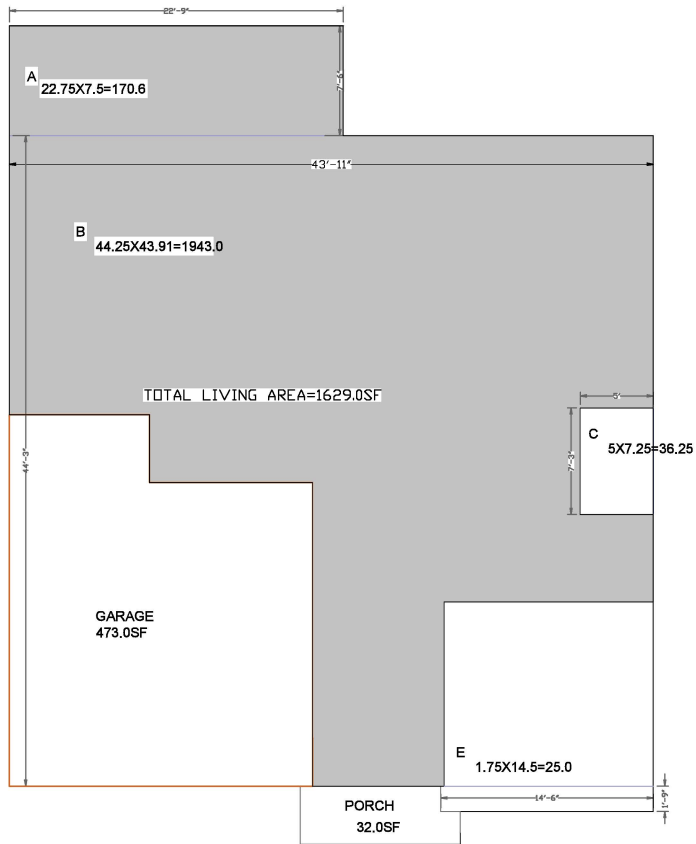 22'-9"
A
22.75X7.5=170.6
7'-6"
43'-11"
B
44.25X43.91=1943.0
TOTAL LIVING AREA=1629.0SF
5'
C
5X7.25=36.25
7'-3"
44'-3"
GARAGE
473.0SF
E
1.75X14.5=25.0
14'-6"
1'-9"
PORCH
32.0SF